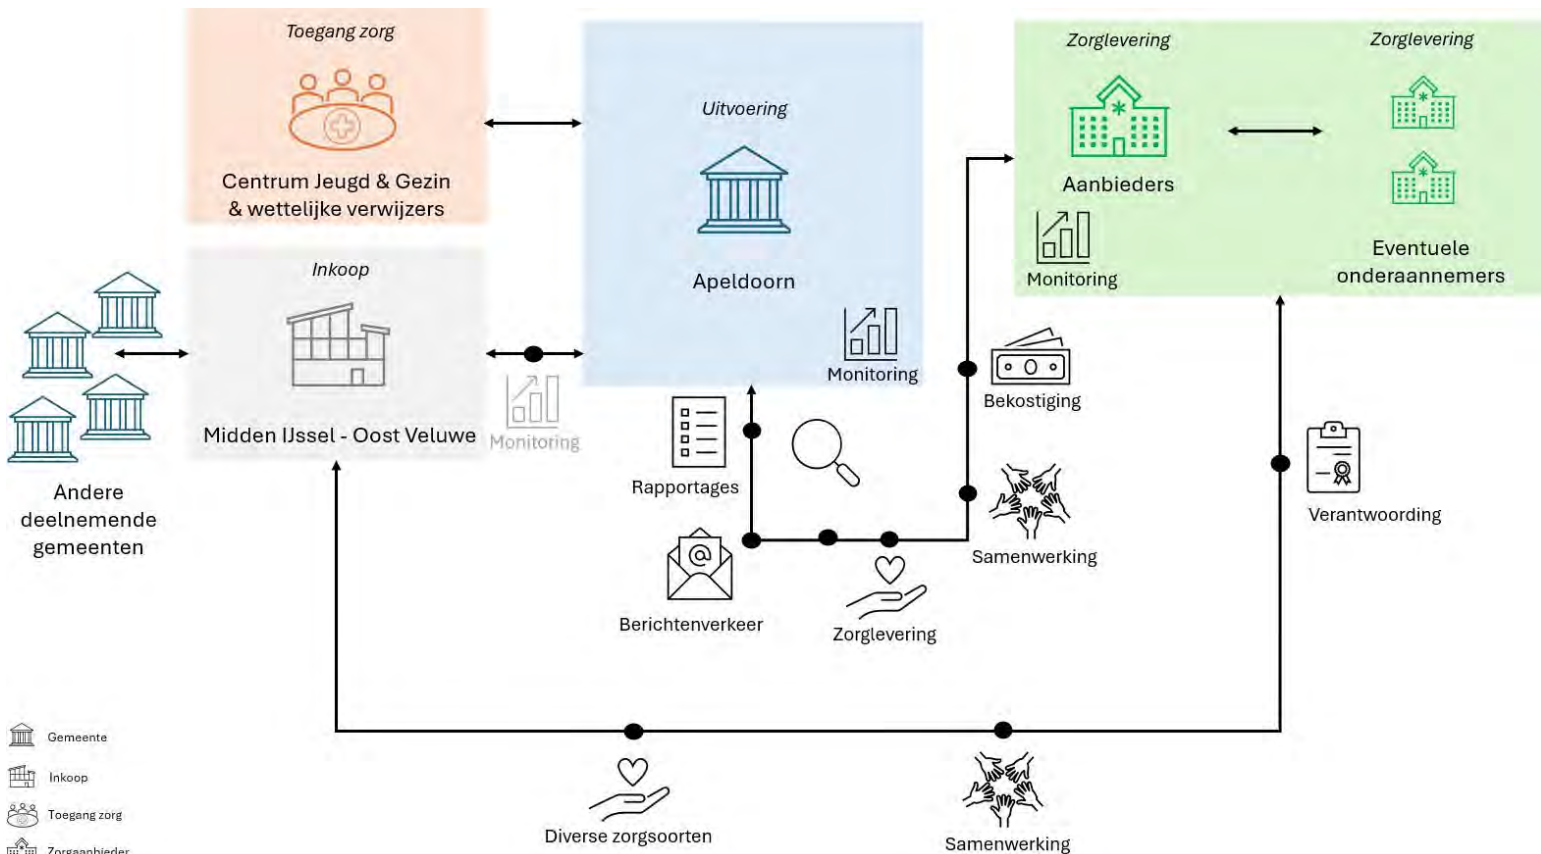 Toegang zorg
Centrum Jeugd & Gezin
& wettelijke verwijzers
Uitvoering
Apeldoorn
Monitoring
Zorglevering
Aanbieders
Monitoring
Zorglevering
Eventuele
onderaannemers
Inkoop
Midden IJssel - Oost Veluwe
Monitoring
Andere
deelnemende
gemeenten
Rapportages
@
Berichtenverkeer
Zorglevering
Bekostiging
Samenwerking
Verantwoording
Diverse zorgsoorten
Samenwerking
Gemeente
Inkoop
Toegang zorg
Zorgaanbieder